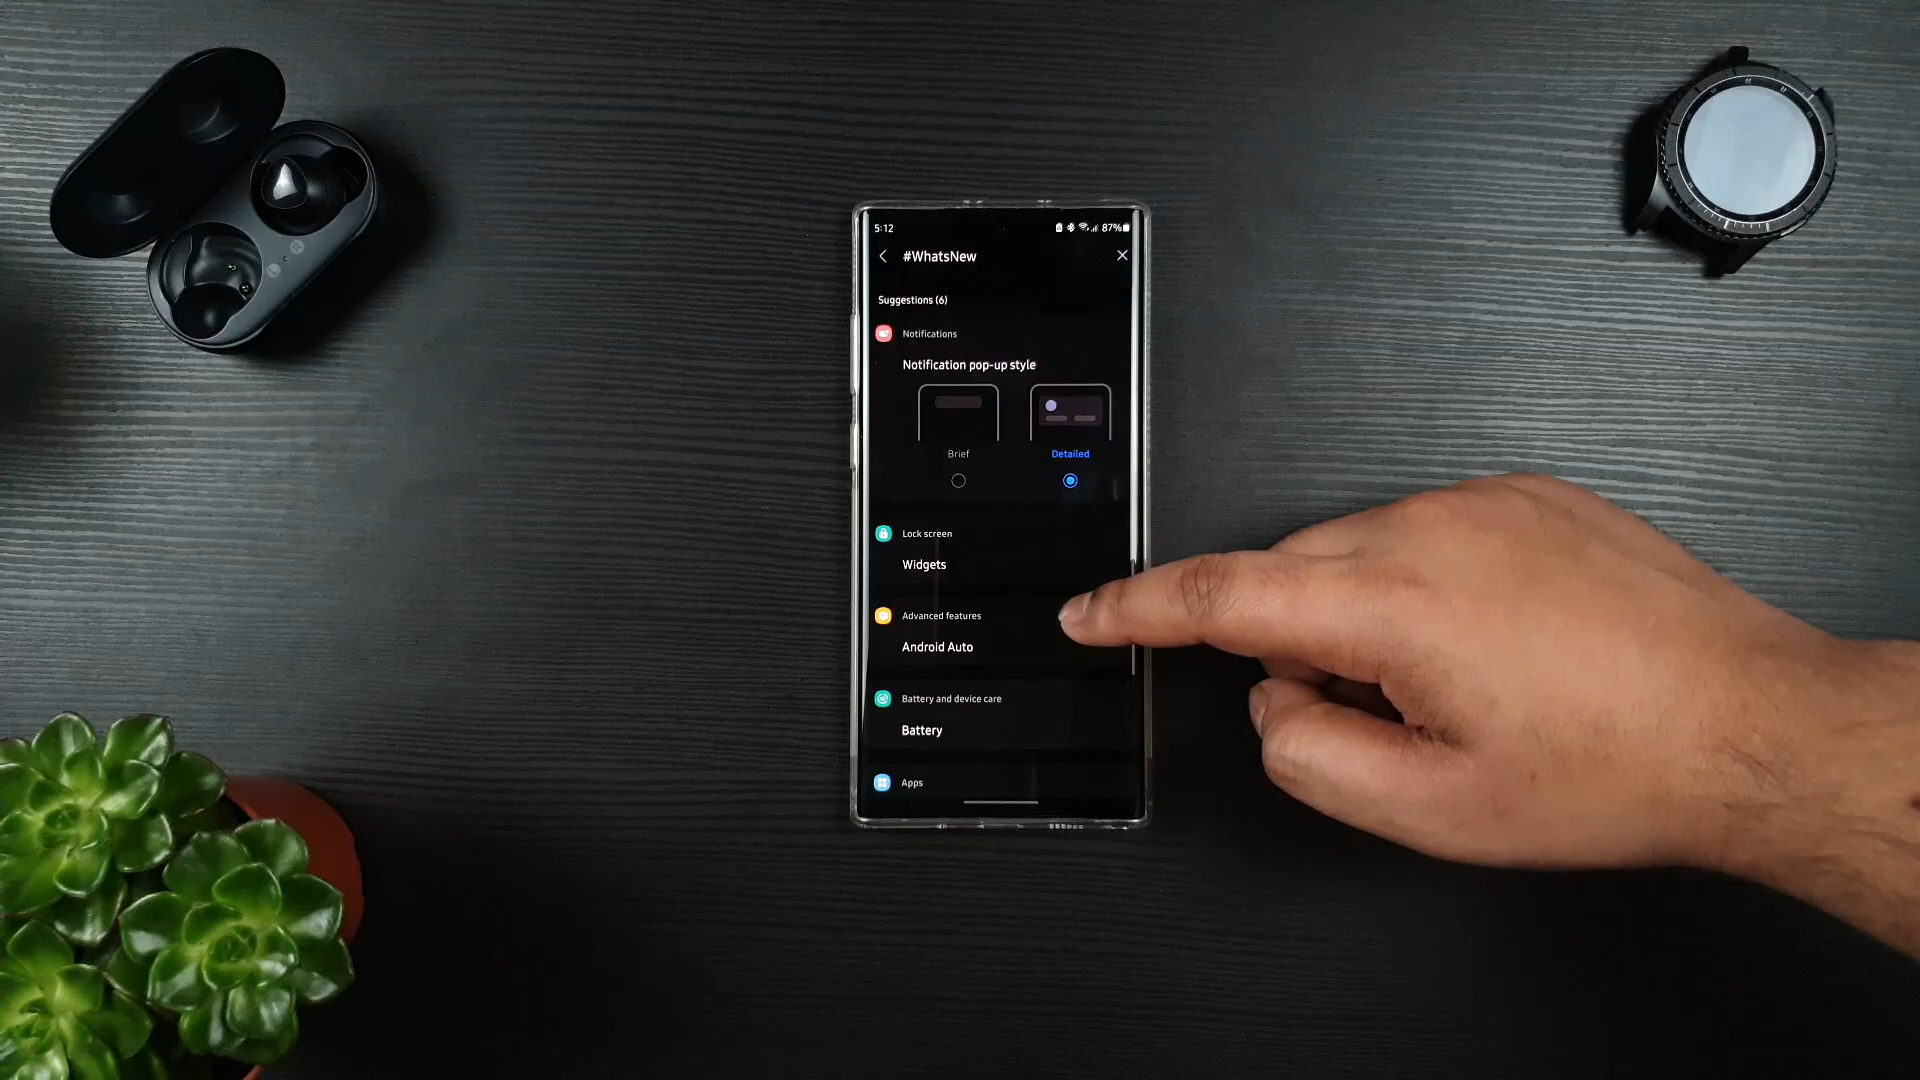 5:12 87%
#WhatsNew
Suggestions (6)
Notifications
Notification pop-up style
Brief Detailed
Lock screen
Widgets
Advanced features
Android Auto
Battery and device care
Battery
Apps